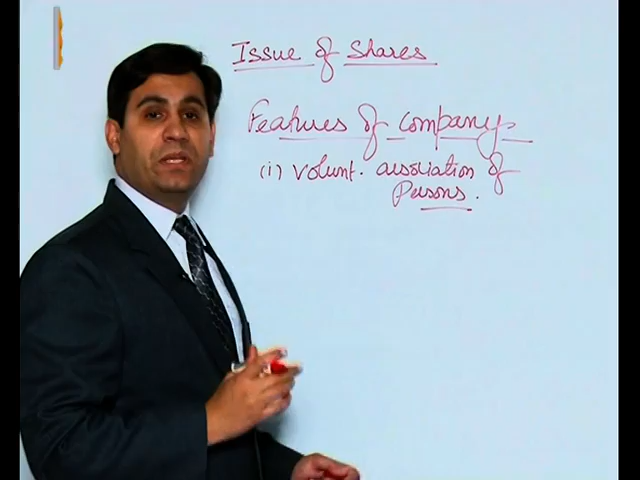 Issue of Shares
Features of company
(i) Volunt. association of
Persons.